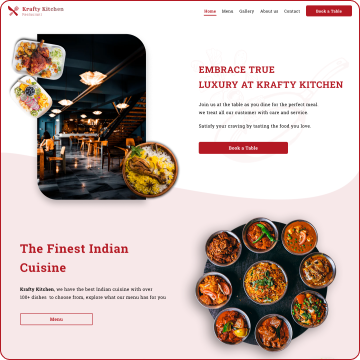 Krafty Kitchen
Restaurant
Home Menu Gallery About us Contact Book a Table
EMBRACE TRUE
LUXURY AT KRAFTY KITCHEN
Join us at the table as you dine for the perfect meal.
we treat all our customer with care and service.
Satisfy your craving by tasting the food you love.
Book a Table
The Finest Indian
Cuisine
Krafty Kitchen, we have the best Indian cuisine with over
100+ dishes to choose from, explore what our menu has for you
Menu